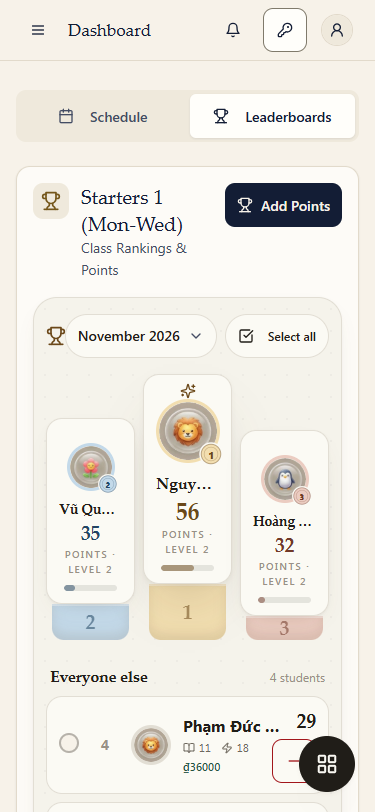 Dashboard
Schedule
Leaderboards
Starters 1
(Mon-Wed)
Class Rankings &
Points
Add Points
November 2026
Select all
1
Nguy...
56
POINTS ·
LEVEL 2
1
2
Vũ Qu...
35
POINTS ·
LEVEL 2
2
3
Hoàng ...
32
POINTS ·
LEVEL 2
3
Everyone else
4 students
4
Phạm Đức ...
29
11
18
₫36000